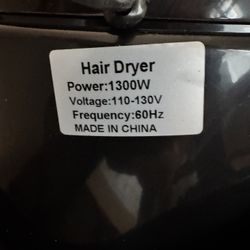 Hair Dryer
Power:1300W
Voltage:110-130V
Frequency:60Hz
MADE IN CHINA